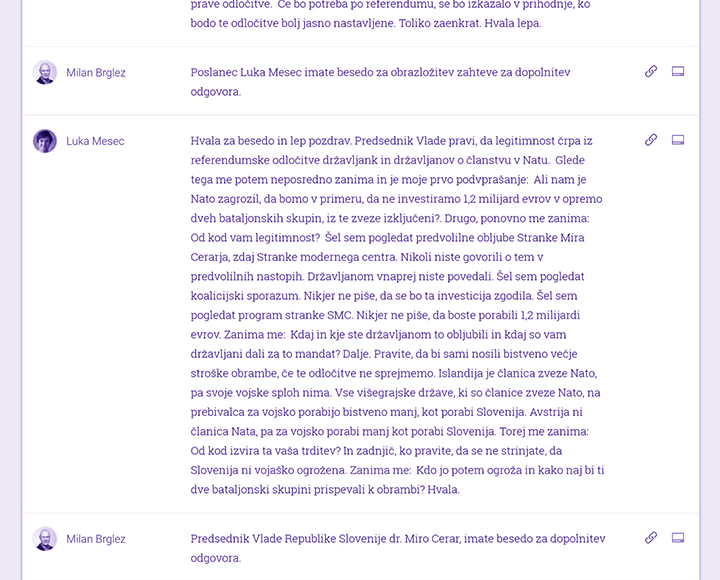 prave odločitve.  Če bo potreba po referendumu, se bo izkazalo v prihodnje, ko
bodo te odločitve bolj jasno nastavljene. Toliko zaenkrat. Hvala lepa.
Milan Brglez
Poslanec Luka Mesec imate besedo za obrazložitev zahteve za dopolnitev
odgovora.
Luka Mesec
Hvala za besedo in lep pozdrav. Predsednik Vlade pravi, da legitimnost črpa iz
referendumske odločitve državljank in državljanov o članstvu v Natu.  Glede
tega me potem neposredno zanima in je moje prvo podvprašanje:  Ali nam je
Nato zagrozil, da bomo v primeru, da ne investiramo 1,2 milijard evrov v opremo
dveh bataljonskih skupin, iz te zveze izključeni?. Drugo, ponovno me zanima:
Od kod vam legitimnost?  Šel sem pogledat predvolilne obljube Stranke Mira
Cerarja, zdaj Stranke modernega centra. Nikoli niste govorili o tem v
predvolilnih nastopih. Državljanom vnaprej niste povedali. Šel sem pogledat
koalicijski sporazum. Nikjer ne piše, da se bo ta investicija zgodila. Šel sem
pogledat program stranke SMC. Nikjer ne piše, da boste porabili 1,2 milijardi
evrov. Zanima me:  Kdaj in kje ste državljanom to obljubili in kdaj so vam
državljani dali za to mandat? Dalje. Pravite, da bi sami nosili bistveno večje
stroške obrambe, če te odločitve ne sprejmemo. Islandija je članica zveze Nato,
pa svoje vojske sploh nima. Vse višegrajske države, ki so članice zveze Nato, na
prebivalca za vojsko porabijo bistveno manj, kot porabi Slovenija. Avstrija ni
članica Nata, pa za vojsko porabi manj kot porabi Slovenija. Torej me zanima:
Od kod izvira ta vaša trditev? In zadnjič, ko pravite, da se ne strinjate, da
Slovenija ni vojaško ogrožena. Zanima me:  Kdo jo potem ogroža in kako naj bi ti
dve bataljonski skupini prispevali k obrambi? Hvala.
Milan Brglez
Predsednik Vlade Republike Slovenije dr. Miro Cerar, imate besedo za dopolnitev
odgovora.